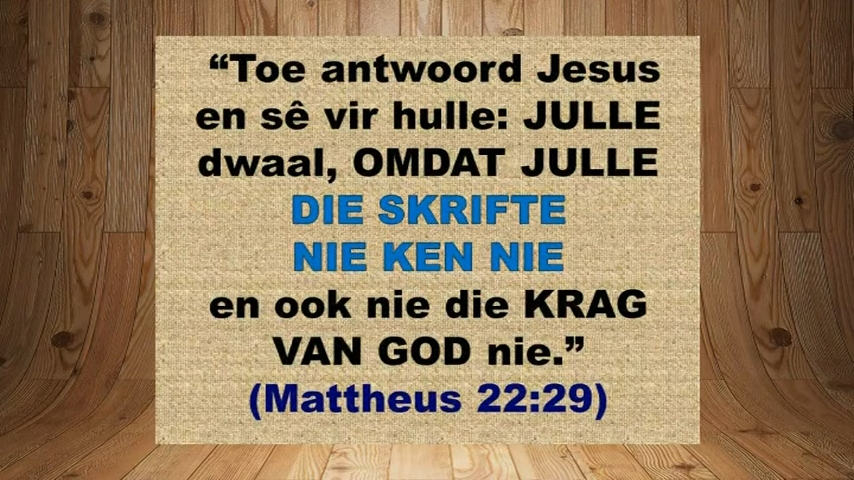 “Toe antwoord Jesus
en sê vir hulle: JULLE
dwaal, OMDAT JULLE
DIE SKRIFTE
NIE KEN NIE
en ook nie die KRAG
VAN GOD nie.”
(Mattheus 22:29)